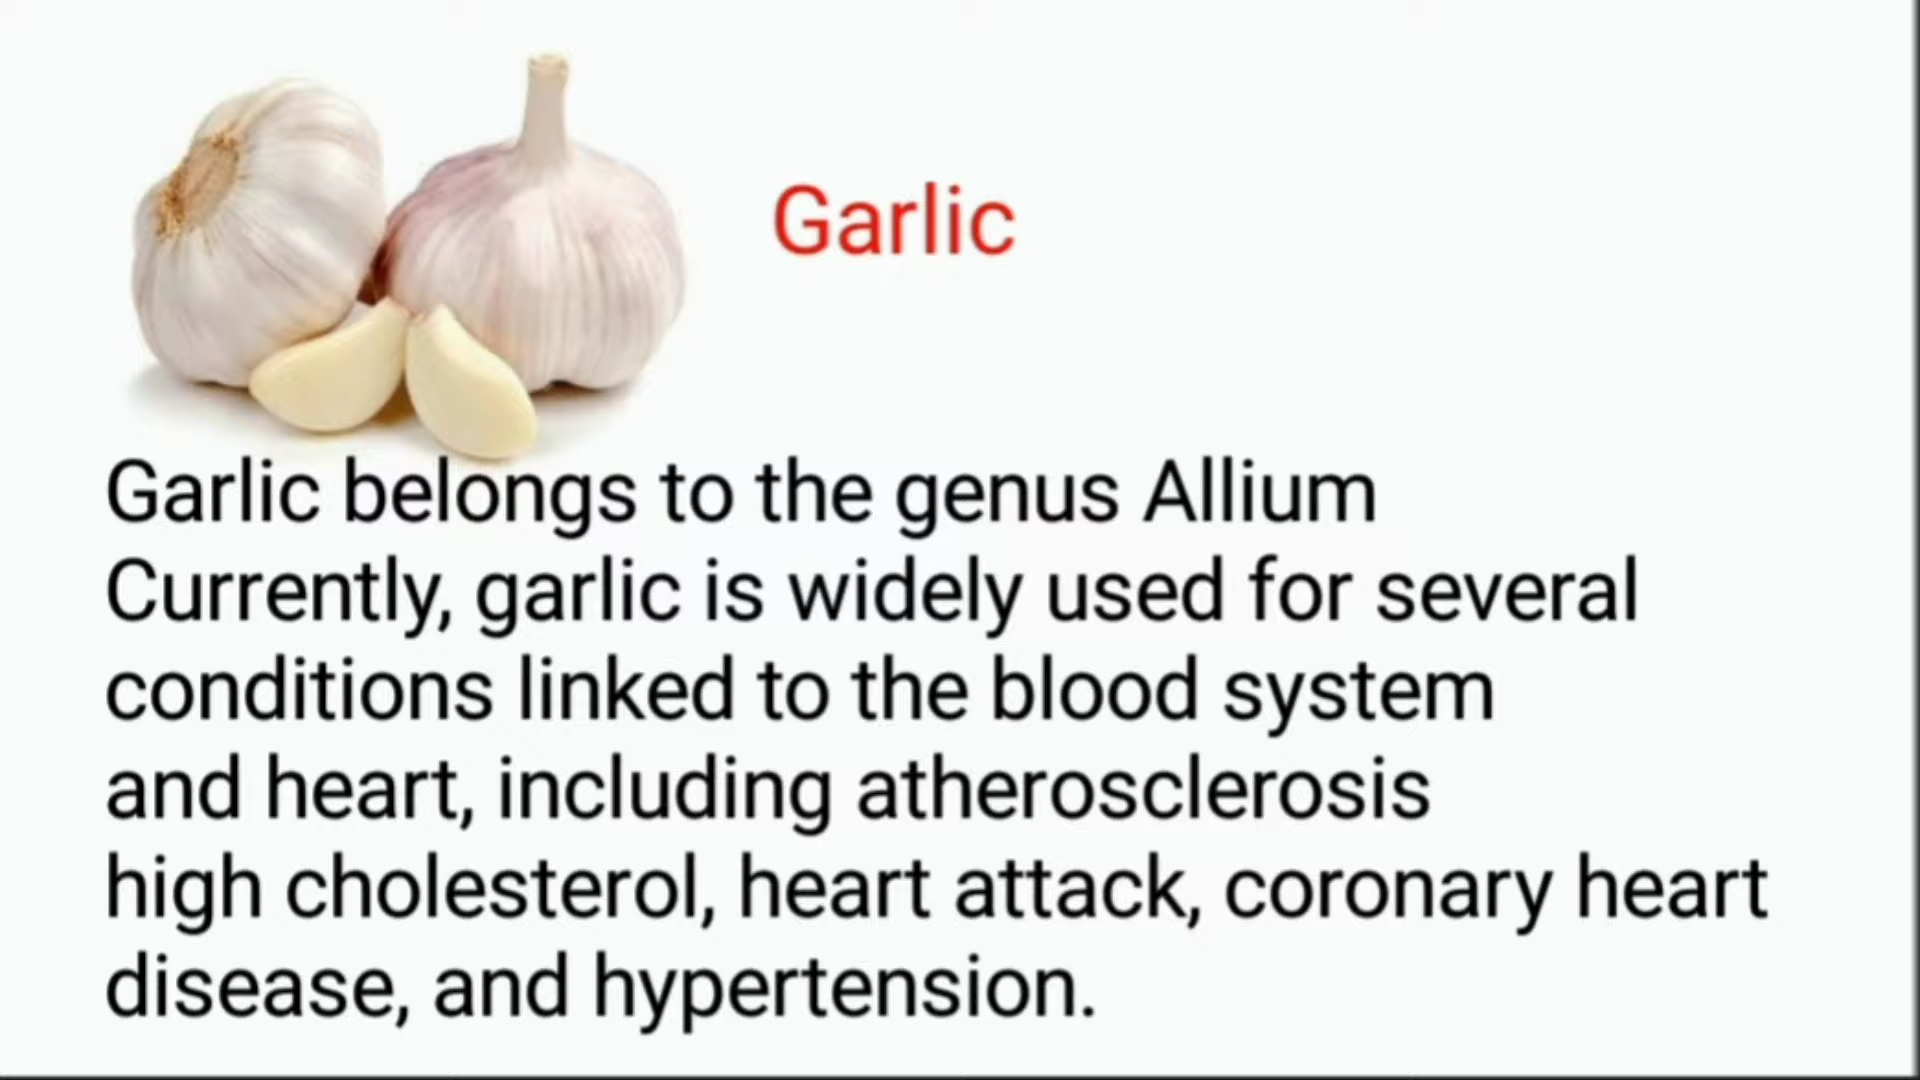 Garlic
Garlic belongs to the genus Allium
Currently, garlic is widely used for several
conditions linked to the blood system
and heart, including atherosclerosis
high cholesterol, heart attack, coronary heart
disease, and hypertension.